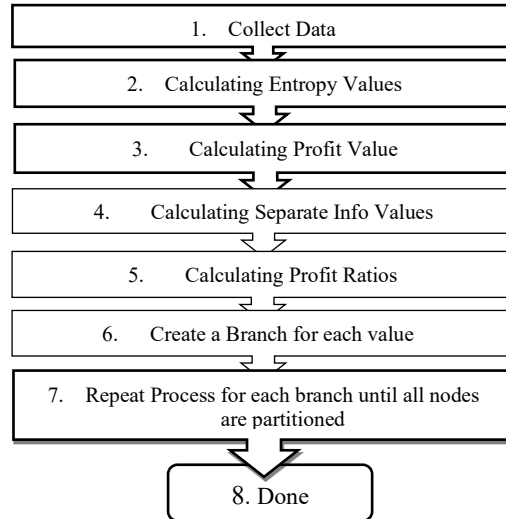 1. Collect Data
2. Calculating Entropy Values
3. Calculating Profit Value
4. Calculating Separate Info Values
5. Calculating Profit Ratios
6. Create a Branch for each value
7. Repeat Process for each branch until all nodes
are partitioned
8. Done